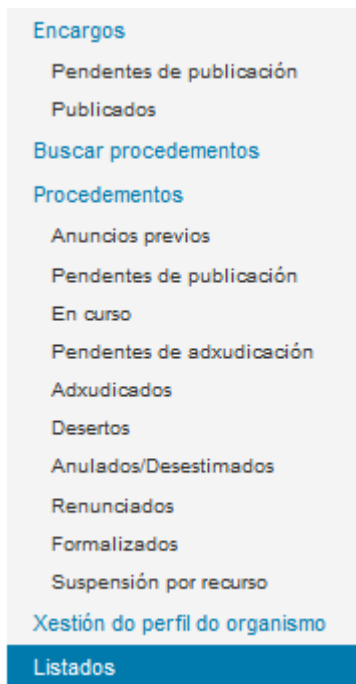 Encargos
Pendentes de publicación
Publicados
Buscar procedementos
Procedementos
Anuncios previos
Pendentes de publicación
En curso
Pendentes de adxudicación
Adxudicados
Desertos
Anulados/Desestimados
Renunciados
Formalizados
Suspensión por recurso
Xestión do perfil do organismo
Listados